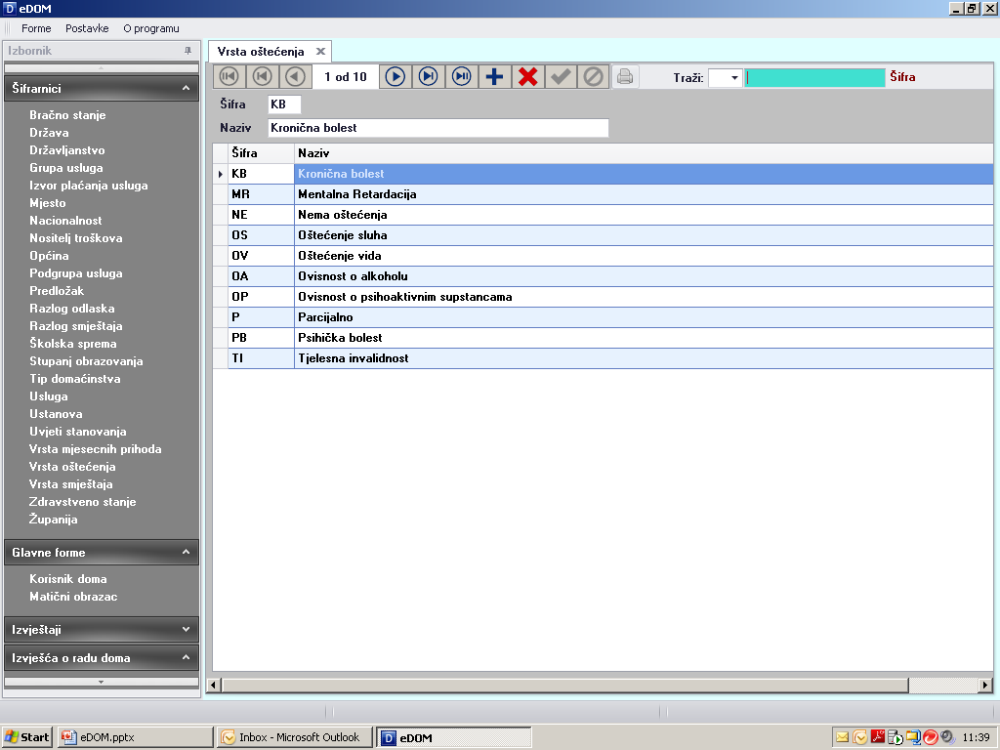 eDOM
Forme Postavke O programu
Izbornik
Šifrarnici
Bračno stanje
Država
Državljanstvo
Grupa usluga
Izvor plaćanja usluga
Mjesto
Nacionalnost
Nositelj troškova
Općina
Podgrupa usluga
Predložak
Razlog odlaska
Razlog smještaja
Školska sprema
Stupanj obrazovanja
Tip domaćinstva
Usluga
Ustanova
Uvjeti stanovanja
Vrsta mjesecnih prihoda
Vrsta oštećenja
Vrsta smještaja
Zdravstveno stanje
Županija
Glavne forme
Korisnik doma
Matični obrazac
Izvještaji
Izvješća o radu doma
Vrsta oštećenja
1 od 10 Traži: Šifra
Šifra KB
Naziv Kronična bolest
Šifra Naziv
KB Kronična bolest
MR Mentalna Retardacija
NE Nema oštećenja
OS Oštećenje sluha
OV Oštećenje vida
OA Ovisnost o alkoholu
OP Ovisnost o psihoaktivnim supstancama
P Parcijalno
PB Psihička bolest
TI Tjelesna invalidnost
Start eDOM.pptx Inbox - Microsoft Outlook D eDOM 11:39